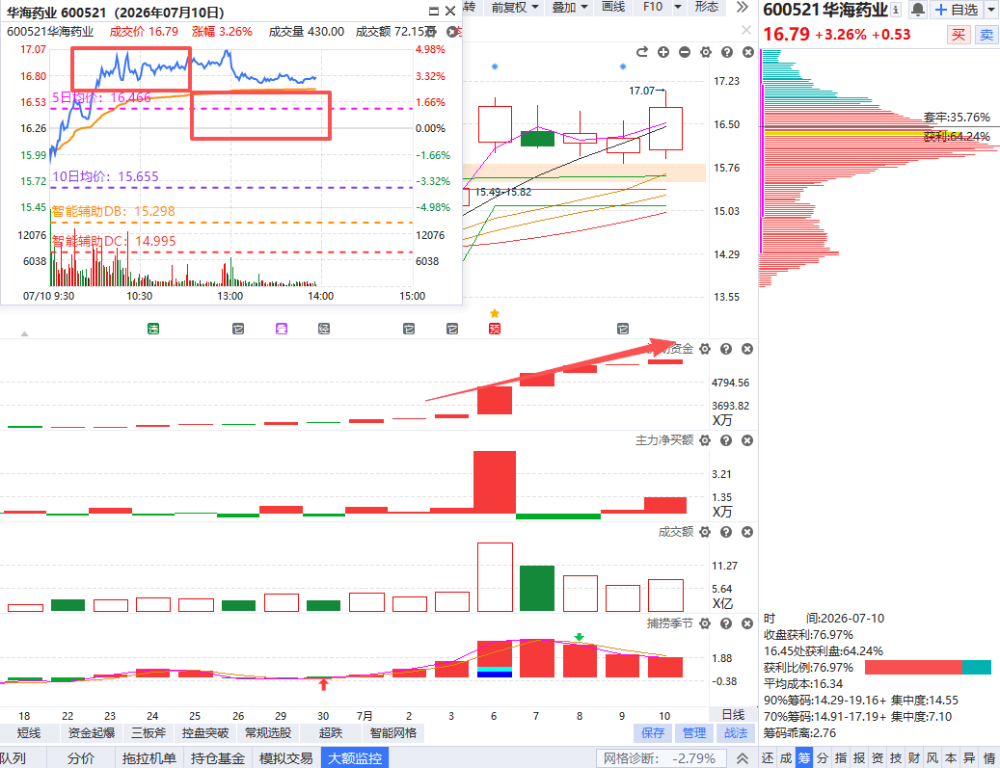 华海药业 600521（2026年07月10日）
600521华海药业 成交价 16.79 涨幅 3.26% 成交量 430.00 成交额 72.15万
17.07 4.98%
16.80 3.32%
5日均价：16.466
16.53 1.66%
16.26 0.00%
15.99 -1.66%
10日均价：15.655
15.72 -3.32%
15.45 -4.98%
智能辅助DB：15.298
12076 12076
智能辅助DC：14.995
6038 6038
07/10 9:30 10:30 13:00 14:00 15:00
转 前复权 叠加 画线 F10 形态
17.07→
17.23
16.50
15.76
15.49-15.82
15.03
14.29
13.55
预
资金
4794.56
3693.82
X万
主力净买额
3.21
1.35
X万
成交额
11.27
5.64
X亿
捕捞季节
1.88
-0.38
18 22 23 24 25 26 29 30 7月 2 3 6 7 8 9 10 日线
短线 资金起爆 三板斧 控盘突破 常规选股 超跌 智能网格 保存 管理 战法
队列 分价 拖拉机单 持仓基金 模拟交易 大额监控 网格诊断： -2.79%
600521 华海药业 自选
16.79 +3.26% +0.53 买 卖
套牢:35.76%
获利:64.24%
时 间:2026-07-10
收盘获利:76.97%
16.45处获利盘:64.24%
获利比例:76.97%
平均成本:16.34
90%筹码:14.29-19.16+ 集中度:14.55
70%筹码:14.91-17.19+ 集中度:7.10
筹码乖离:2.76
还 成 筹 分 指 报 资 技 财 风 本 异 情